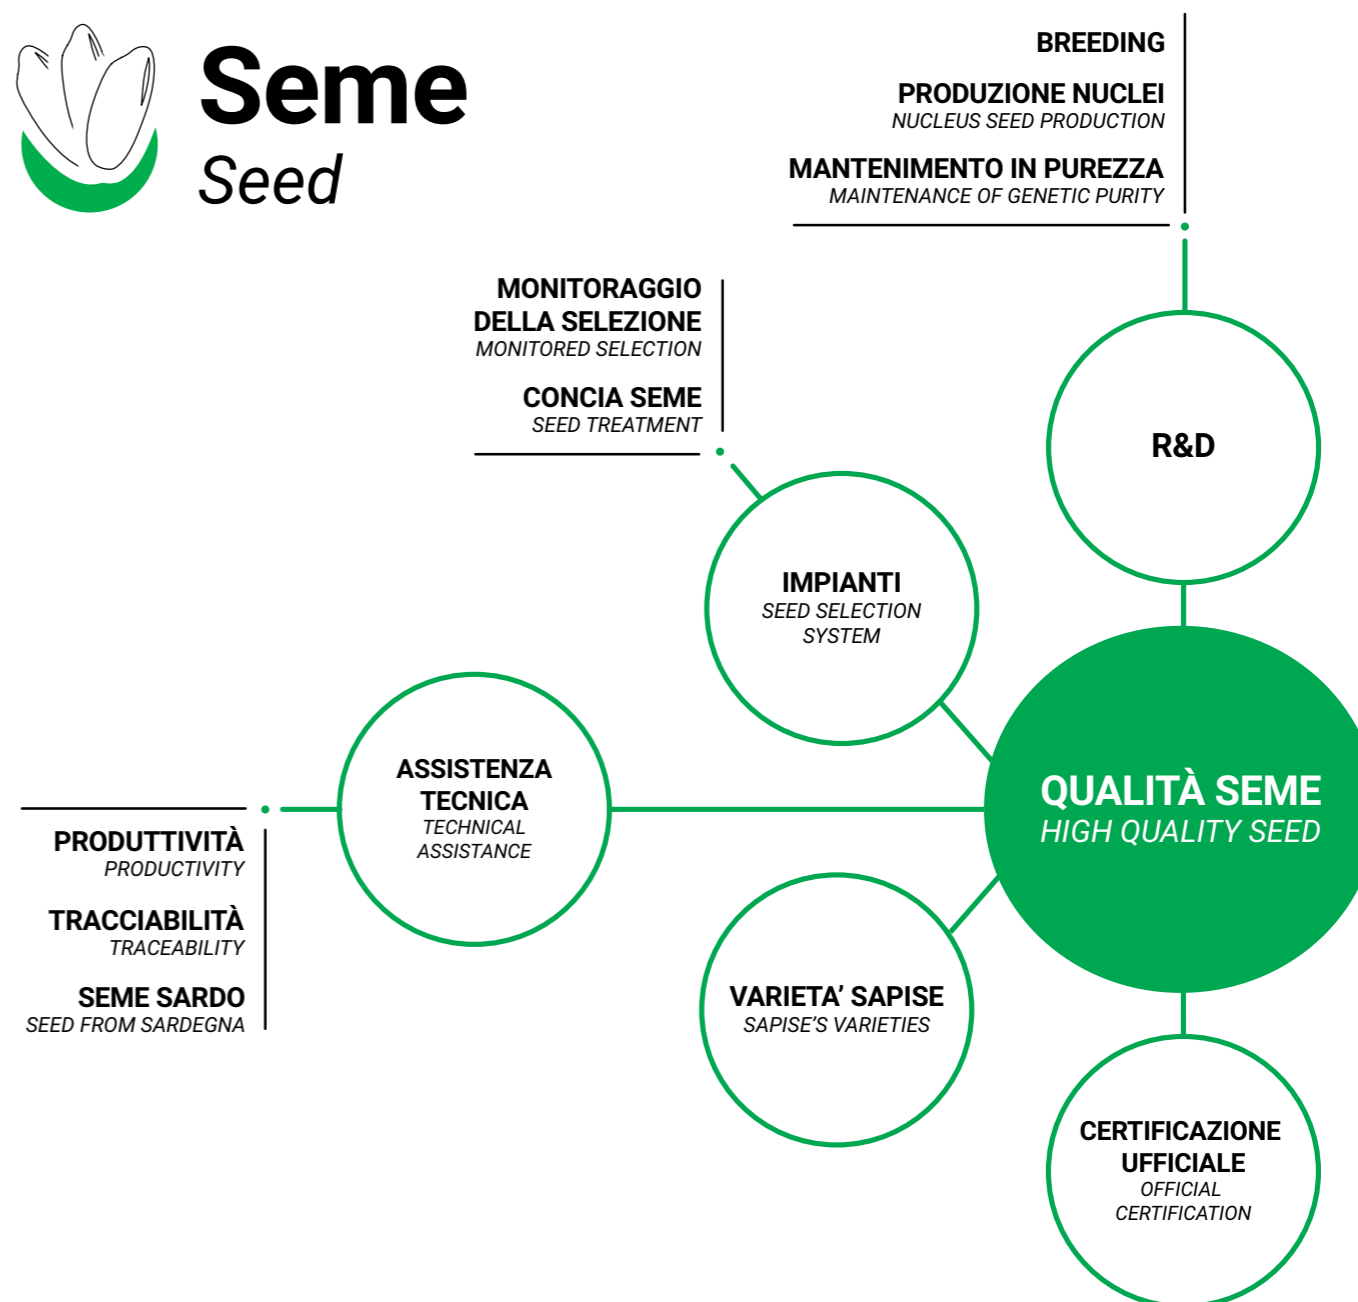 Seme
Seed
BREEDING
PRODUZIONE NUCLEI
NUCLEUS SEED PRODUCTION
MANTENIMENTO IN PUREZZA
MAINTENANCE OF GENETIC PURITY
MONITORAGGIO
DELLA SELEZIONE
MONITORED SELECTION
CONCIA SEME
SEED TREATMENT
R&D
IMPIANTI
SEED SELECTION
SYSTEM
ASSISTENZA
TECNICA
TECHNICAL
ASSISTANCE
QUALITÀ SEME
HIGH QUALITY SEED
PRODUTTIVITÀ
PRODUCTIVITY
TRACCIABILITÀ
TRACEABILITY
SEME SARDO
SEED FROM SARDEGNA
VARIETA’ SAPISE
SAPISE’S VARIETIES
CERTIFICAZIONE
UFFICIALE
OFFICIAL
CERTIFICATION